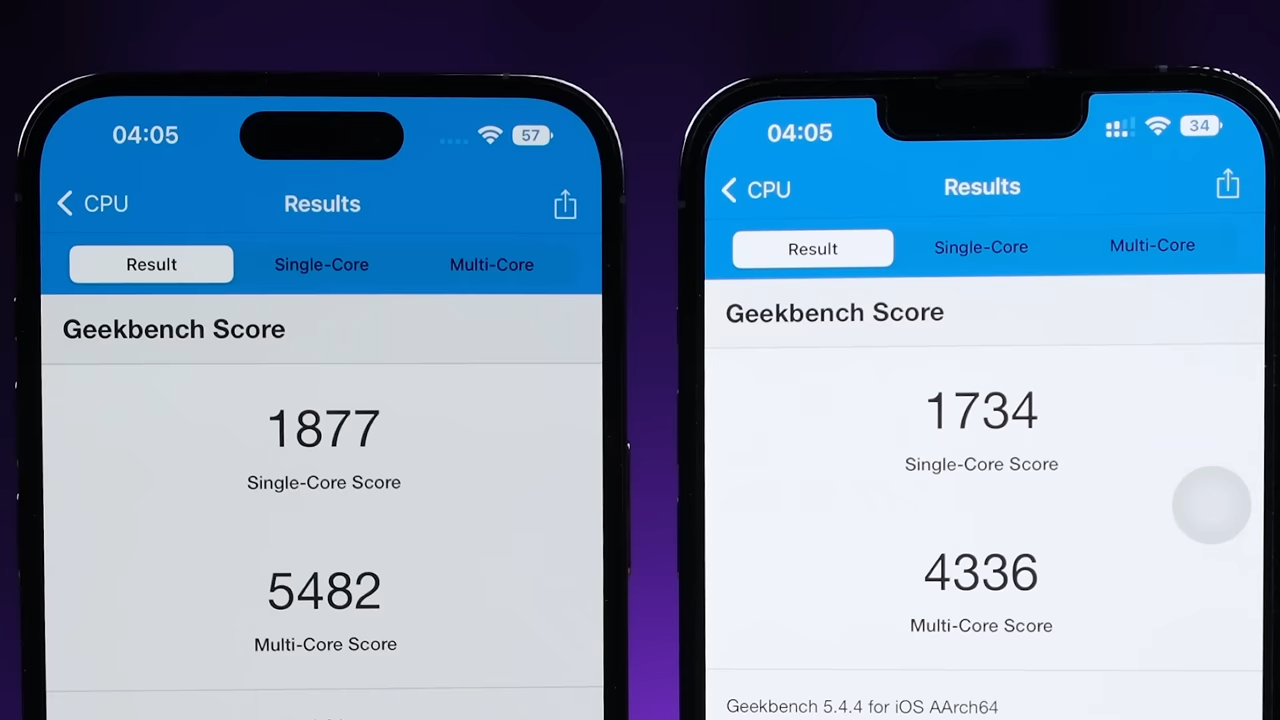 04:05
57
CPU
Results
Result
Single-Core
Multi-Core
Geekbench Score
1877
Single-Core Score
5482
Multi-Core Score
04:05
34
CPU
Results
Result
Single-Core
Multi-Core
Geekbench Score
1734
Single-Core Score
4336
Multi-Core Score
Geekbench 5.4.4 for iOS AArch64